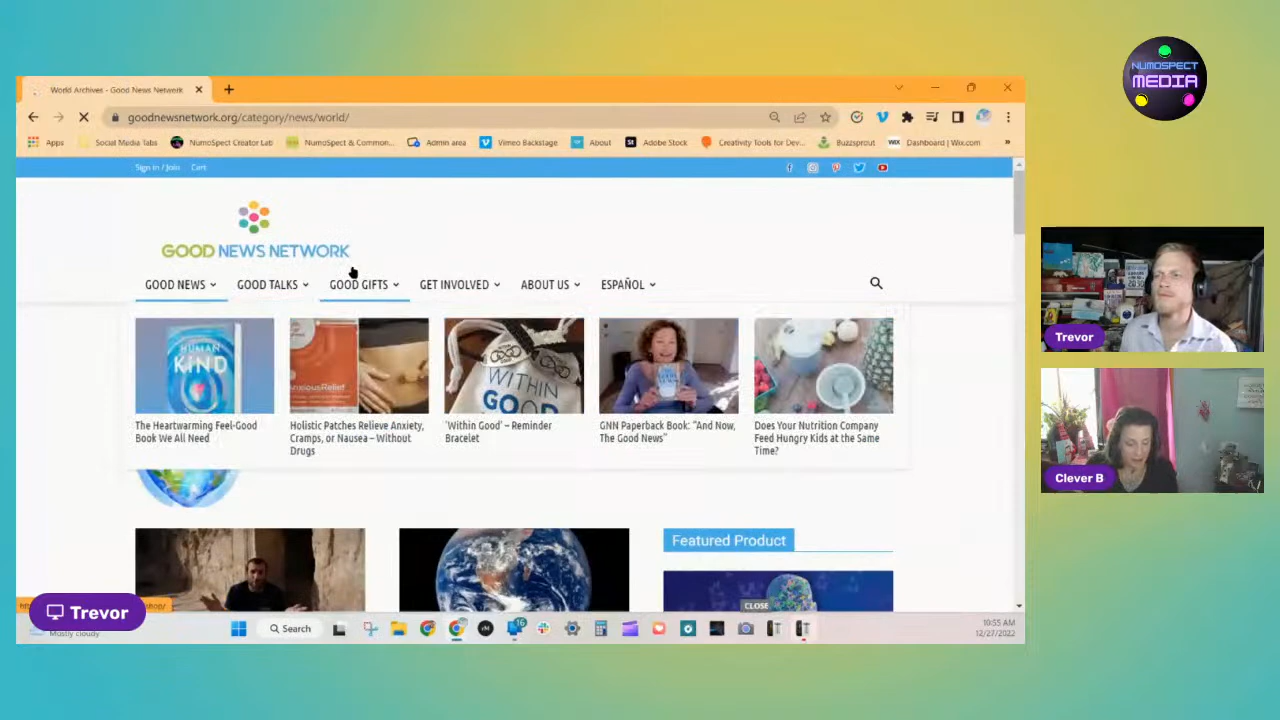 NUMOSPECT
MEDIA
World Archives - Good News Network
goodnewsnetwork.org/category/news/world/
Apps
Social Media Tabs
NumoSpect Creator Lab
NumoSpect & Common...
Admin area
Vimeo Backstage
About
Adobe Stock
Creativity Tools for Dev...
Buzzsprout
Dashboard | Wix.com
Sign in / Join
Cart
GOOD NEWS NETWORK
GOOD NEWS
GOOD TALKS
GOOD GIFTS
GET INVOLVED
ABOUT US
ESPAÑOL
HUMAN
KIND
WITHIN
GOOD
The Heartwarming Feel-Good
Book We All Need
Holistic Patches Relieve Anxiety,
Cramps, or Nausea – Without
Drugs
'Within Good' – Reminder
Bracelet
GNN Paperback Book: "And Now,
The Good News"
Does Your Nutrition Company
Feed Hungry Kids at the Same
Time?
Featured Product
CLOSE
Trevor
Clever B
Trevor
Mostly cloudy
Search
16
10:55 AM
12/27/2022